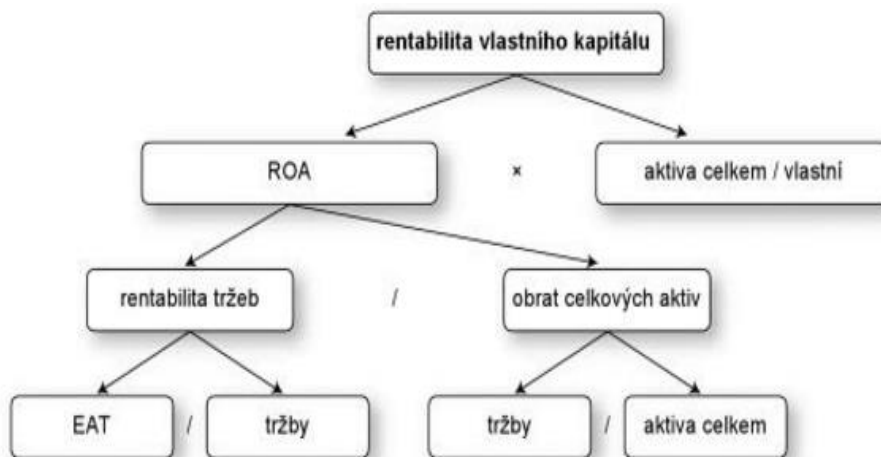 rentabilita vlastního kapitálu
ROA × aktiva celkem / vlastní
rentabilita tržeb / obrat celkových aktiv
EAT / tržby tržby / aktiva celkem